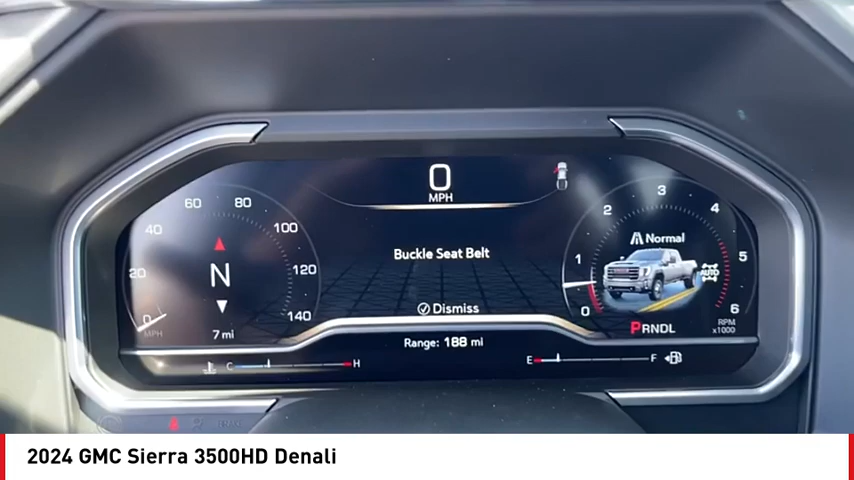 0
MPH
60 80
40 100
20 120
0 140
MPH
N
7 mi
Buckle Seat Belt
Dismiss
Range: 188 mi
C H
E F
3
2 4
1 5
0 6
Normal
AUTO
PRNDL
RPM
x1000
2024 GMC Sierra 3500HD Denali